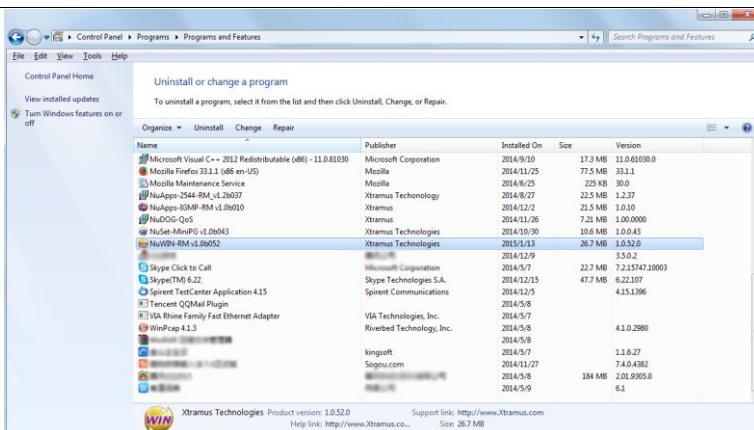 Control Panel ▸ Programs ▸ Programs and Features
Search Programs and Features
File Edit View Tools Help
Control Panel Home
View installed updates
Turn Windows features on or off
Uninstall or change a program
To uninstall a program, select it from the list and then click Uninstall, Change, or Repair.
Organize Uninstall Change Repair
Name Publisher Installed On Size Version
Microsoft Visual C++ 2012 Redistributable (x86) - 11.0.61030 Microsoft Corporation 2014/9/10 17.3 MB 11.0.61030.0
Mozilla Firefox 33.1.1 (x86 en-US) Mozilla 2014/11/25 77.5 MB 33.1.1
Mozilla Maintenance Service Mozilla 2014/6/25 225 KB 30.0
NuApps-2544-RM_v1.2b037 Xtramus Techonology 2014/8/27 22.5 MB 1.2.37
NuApps-IGMP-RM v1.0b010 Xtramus 2014/12/2 21.5 MB 1.0.10
NuDOG-QoS Xtramus 2014/11/26 7.21 MB 1.00.0000
NuSet-MiniPG v1.0b043 Xtramus Technologies 2014/10/30 10.6 MB 1.0.0.43
NuWIN-RM v1.0b052 Xtramus Technologies 2015/1/13 26.7 MB 1.0.52.0
2014/12/9 3.5.0.2
Skype Click to Call Microsoft Corporation 2014/5/7 22.7 MB 7.2.15747.10003
Skype(TM) 6.22 Skype Technologies S.A. 2014/12/15 47.7 MB 6.22.107
Spirent TestCenter Application 4.15 Spirent Communications 2014/12/5 4.15.1396
Tencent QQMail Plugin 2014/5/8
VIA Rhine Family Fast Ethernet Adapter VIA Technologies, Inc. 2014/5/7
WinPcap 4.1.3 Riverbed Technology, Inc. 2014/5/8 4.1.0.2980
2014/5/8
kingsoft 2014/5/7 1.1.6.27
Sogou.com 2014/11/27 7.4.0.4382
2014/5/8 184 MB 2.01.9305.0
2014/5/9 6.1
WIN
Xtramus Technologies Product version: 1.0.52.0 Support link: http://www.Xtramus.com
Help link: http://www.Xtramus.co... Size: 26.7 MB